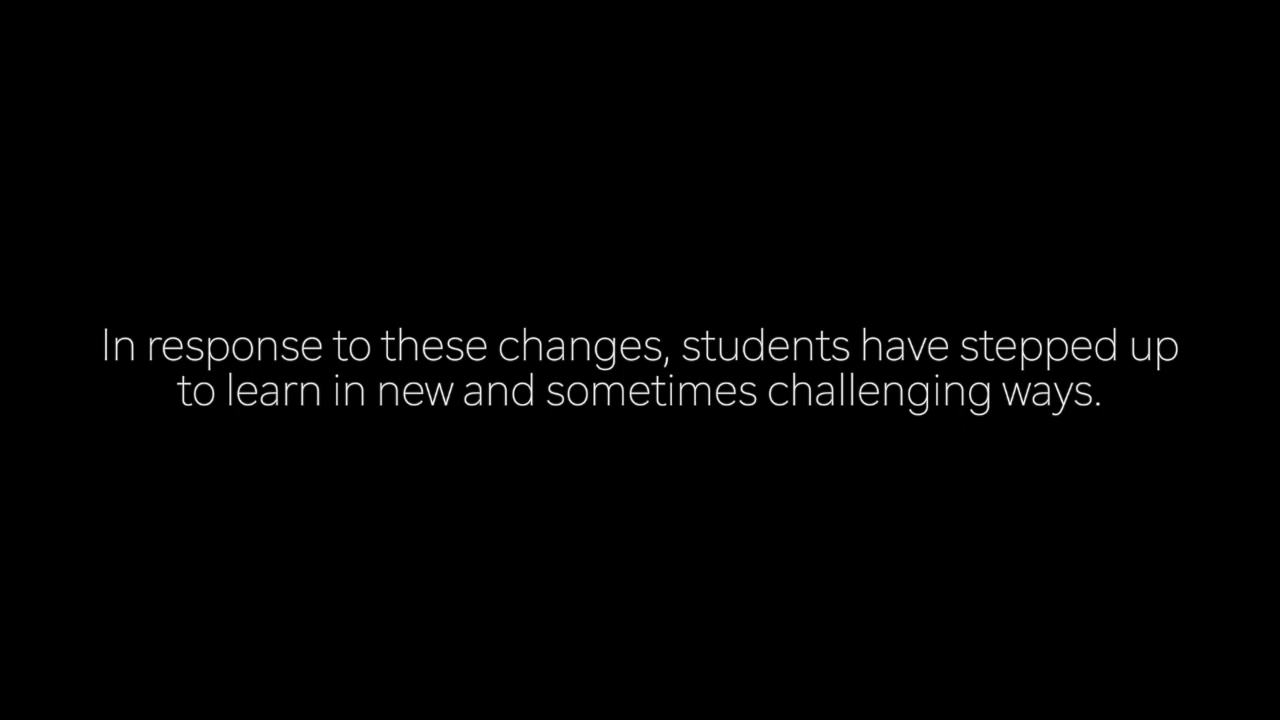 In response to these changes, students have stepped up
to learn in new and sometimes challenging ways.